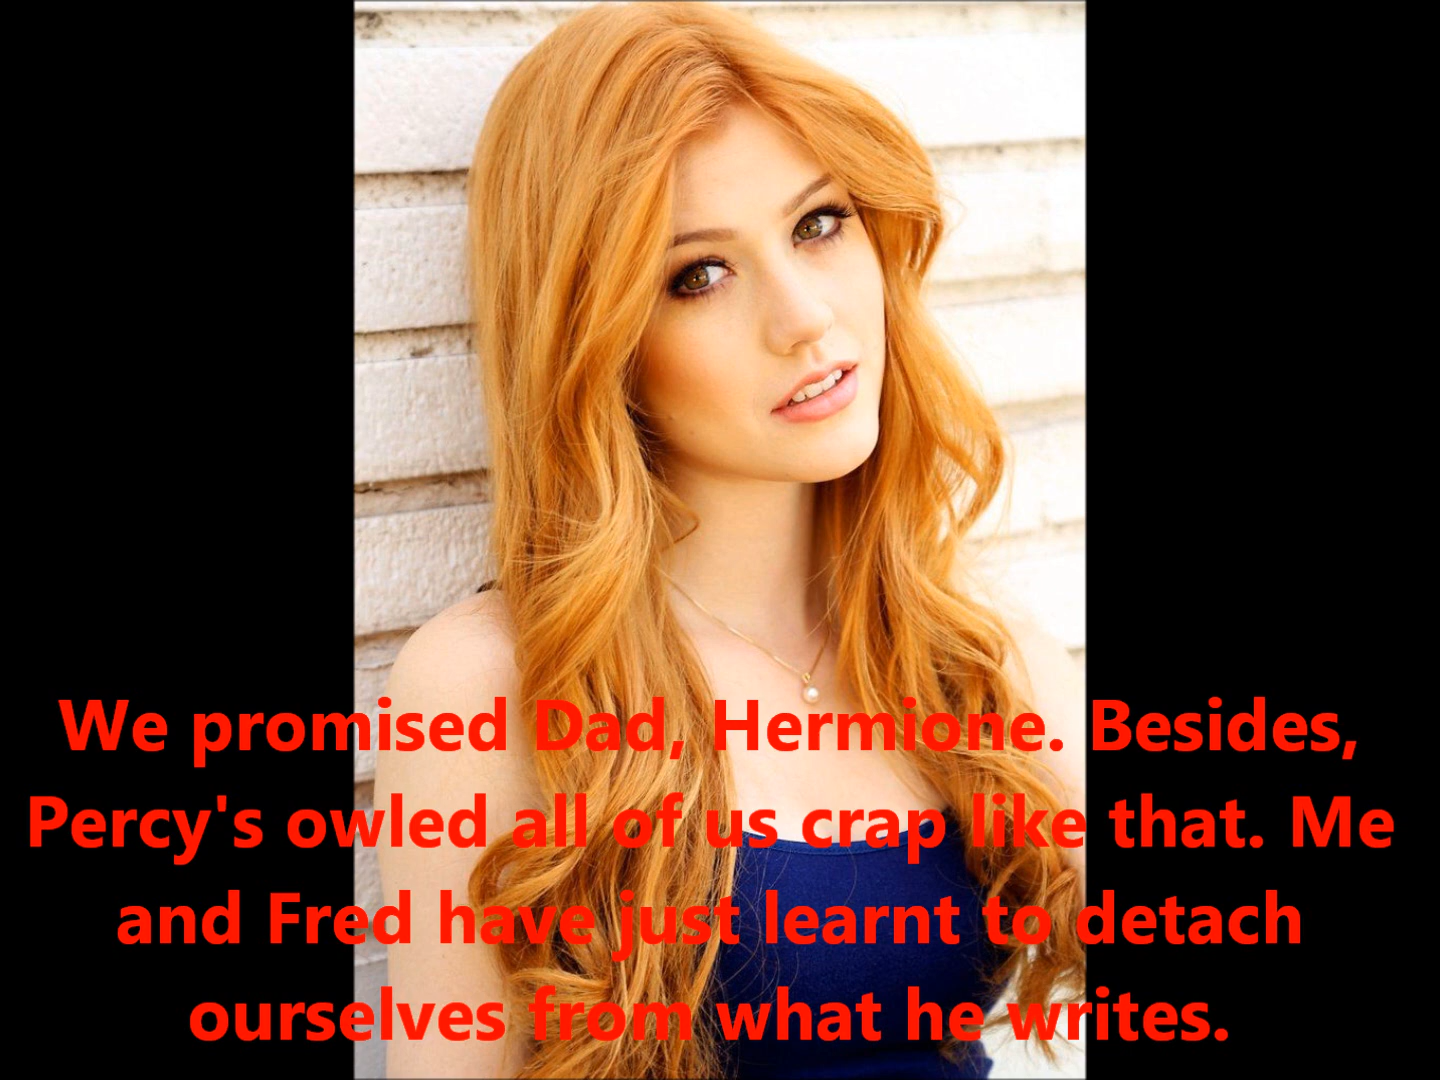 We promised Dad, Hermione. Besides,
Percy's owled all of us crap like that. Me
and Fred have just learnt to detach
ourselves from what he writes.